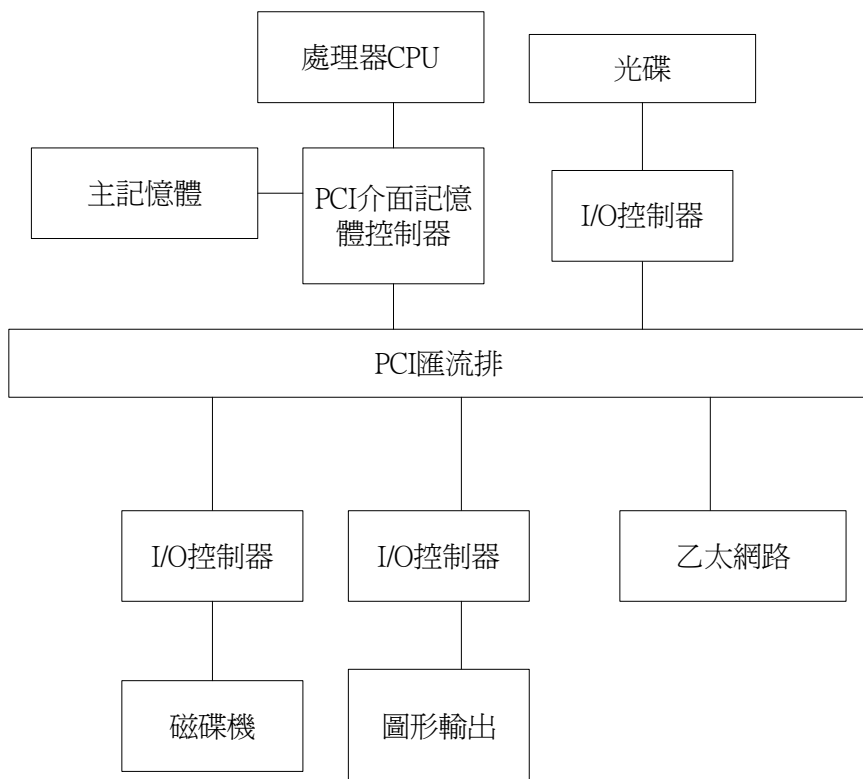 處理器CPU
光碟
主記憶體
PCI介面記憶
體控制器
I/O控制器
PCI匯流排
I/O控制器
I/O控制器
乙太網路
磁碟機
圖形輸出